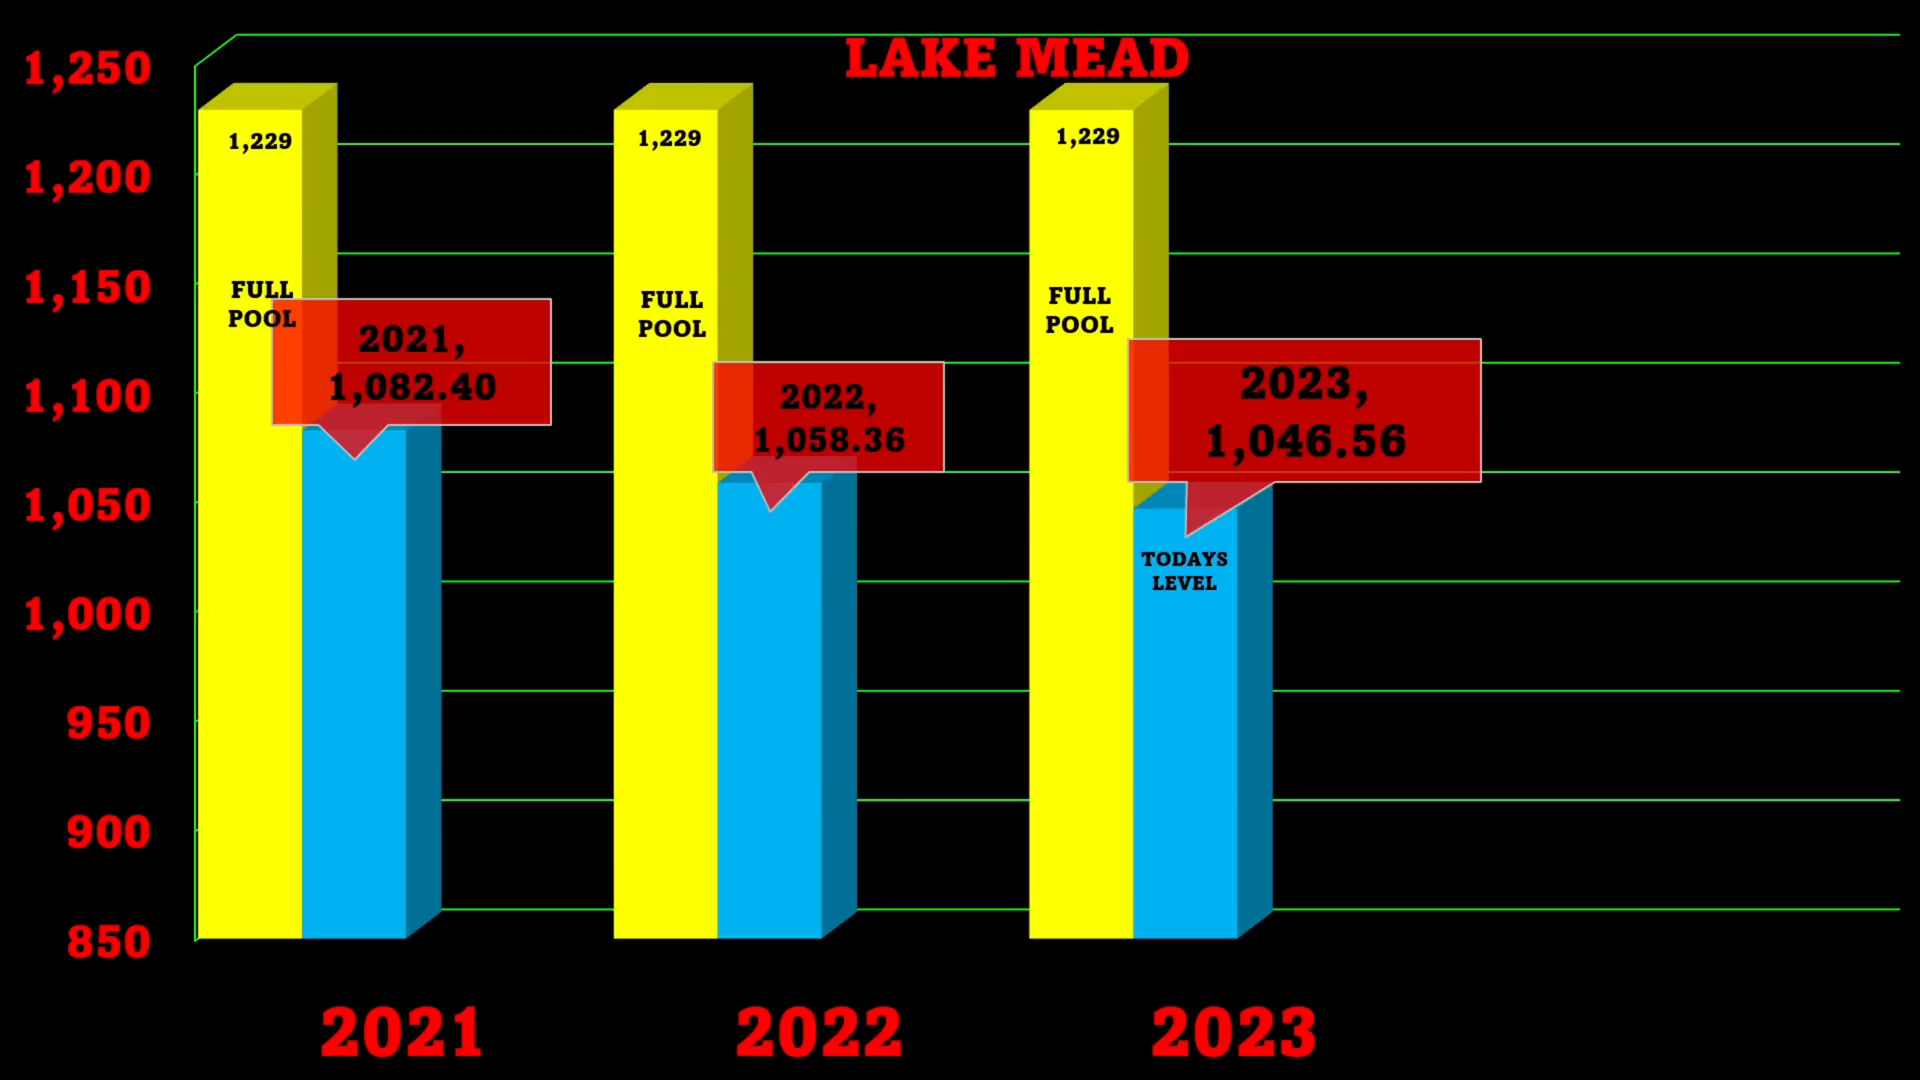 LAKE MEAD
1,250
1,200
1,150
1,100
1,050
1,000
950
900
850
1,229
FULL
POOL
2021,
1,082.40
1,229
FULL
POOL
2022,
1,058.36
1,229
FULL
POOL
2023,
1,046.56
TODAYS
LEVEL
2021
2022
2023